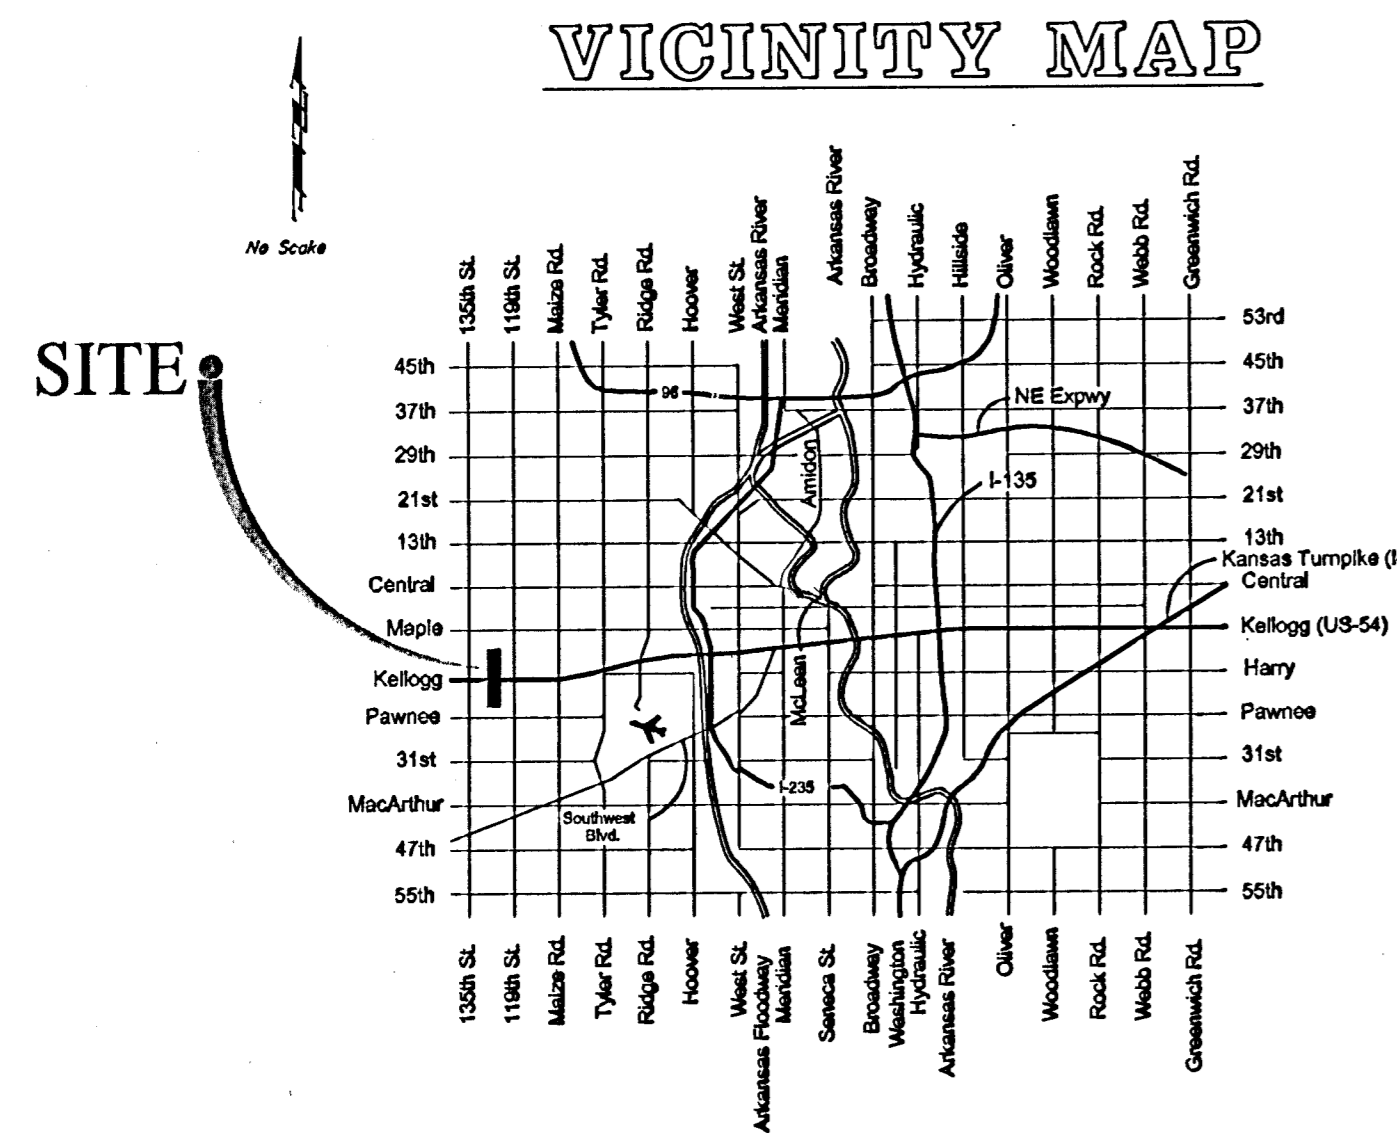 VICINITY MAP
No Scale
135th St.
119th St.
Maize Rd.
Tyler Rd.
Ridge Rd.
Hoover
West St.
Arkansas River
Meridian
Arkansas River
Broadway
Hydraulic
Hillside
Oliver
Woodlawn
Rock Rd.
Webb Rd.
Greenwich Rd.
SITE
45th
37th
29th
21st
13th
Central
Maple
Kellogg
Pawnee
31st
MacArthur
47th
55th
96
NE Expwy
Amidon
I-135
McLean
I-235
Southwest
Blvd.
53rd
45th
37th
29th
21st
13th
Kansas Turnpike (I
Central
Kellogg (US-54)
Harry
Pawnee
31st
MacArthur
47th
55th
135th St.
119th St.
Maize Rd.
Tyler Rd.
Ridge Rd.
Hoover
West St.
Arkansas Floodway
Meridian
Seneca St.
Broadway
Washington
Hydraulic
Arkansas River
Oliver
Woodlawn
Rock Rd.
Webb Rd.
Greenwich Rd.